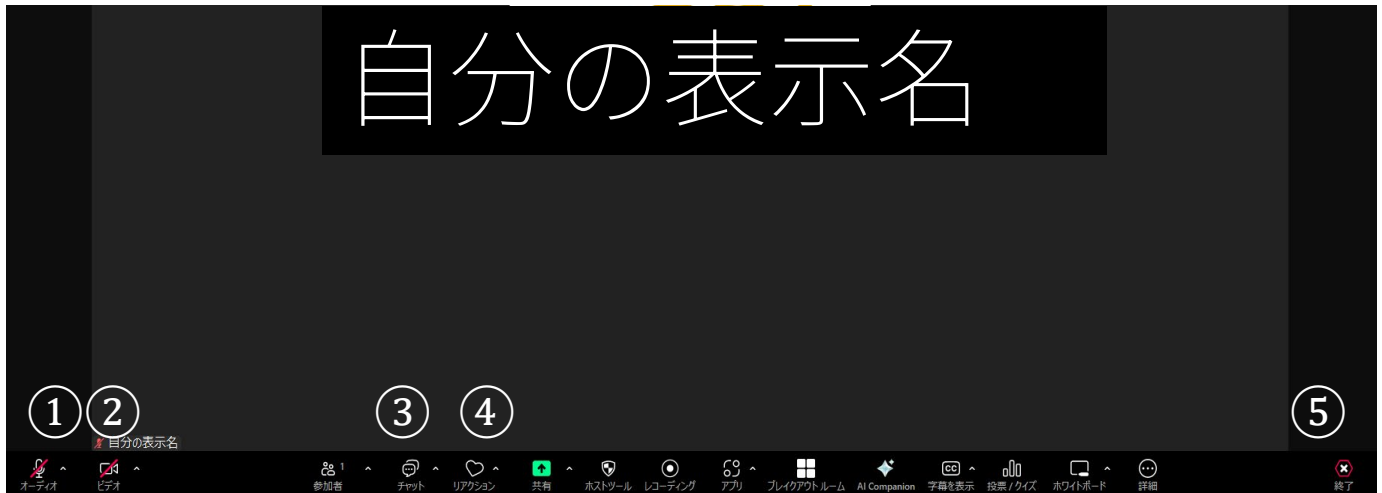 自分の表示名
① ② ③ ④ ⑤
自分の表示名
オーディオ ビデオ 参加者 1 チャット リアクション 共有 ホストツール レコーディング アプリ ブレイクアウト ルーム AI Companion 字幕を表示 投票 / クイズ ホワイトボード 詳細 終了